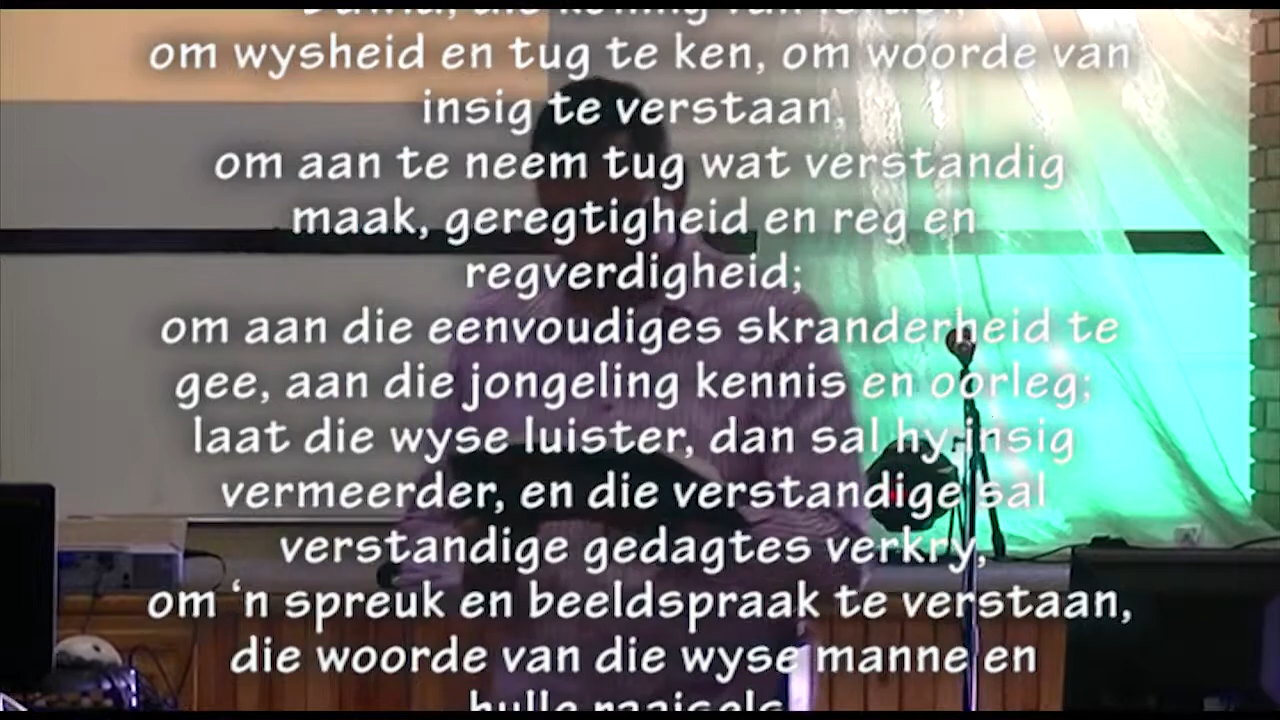 om wysheid en tug te ken, om woorde van
insig te verstaan,
om aan te neem tug wat verstandig
maak, geregtigheid en reg en
regverdigheid;
om aan die eenvoudiges skranderheid te
gee, aan die jongeling kennis en oorleg;
laat die wyse luister, dan sal hy insig
vermeerder, en die verstandige sal
verstandige gedagtes verkry,
om ‘n spreuk en beeldspraak te verstaan,
die woorde van die wyse manne en
hulle raaisels